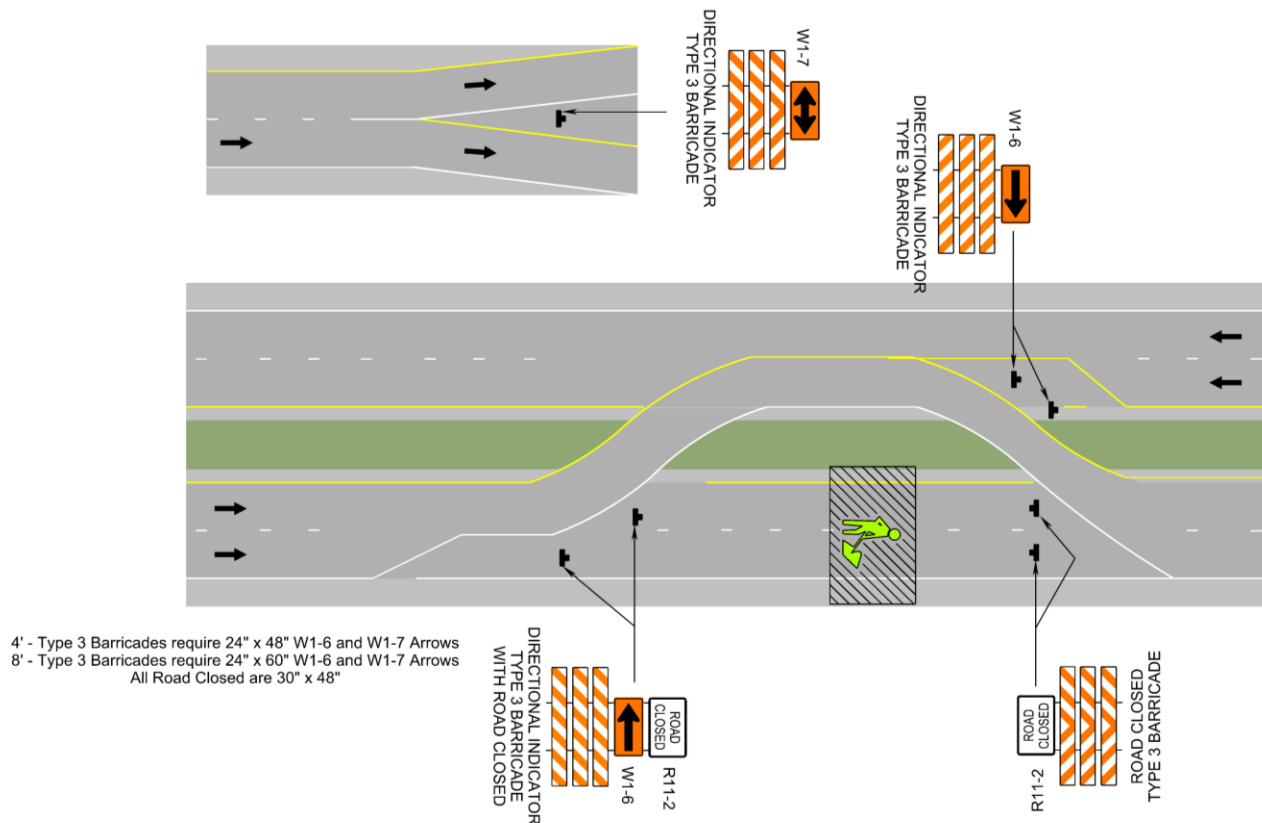 W1-7
DIRECTIONAL INDICATOR
TYPE 3 BARRICADE
W1-6
DIRECTIONAL INDICATOR
TYPE 3 BARRICADE
4' - Type 3 Barricades require 24" x 48" W1-6 and W1-7 Arrows
8' - Type 3 Barricades require 24" x 60" W1-6 and W1-7 Arrows
All Road Closed are 30" x 48"
ROAD
CLOSED
R11-2
W1-6
DIRECTIONAL INDICATOR
TYPE 3 BARRICADE
WITH ROAD CLOSED
ROAD
CLOSED
R11-2
ROAD CLOSED
TYPE 3 BARRICADE